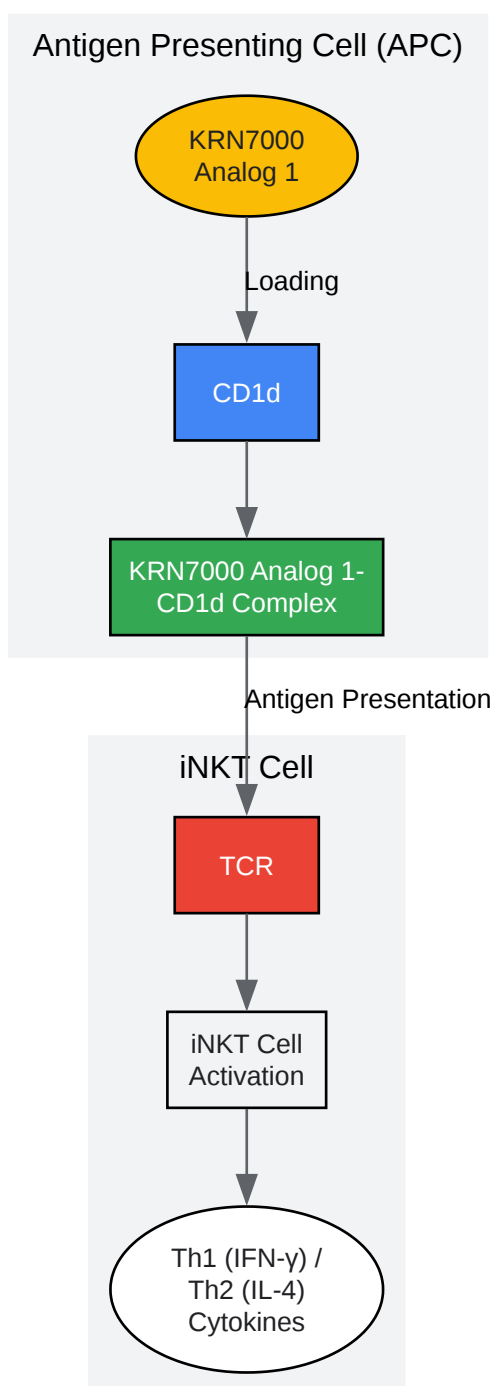 Antigen Presenting Cell (APC)
KRN7000
Analog 1
Loading
CD1d
KRN7000 Analog 1-
CD1d Complex
Antigen Presentation
iNKT Cell
TCR
iNKT Cell
Activation
Th1 (IFN-γ) /
Th2 (IL-4)
Cytokines